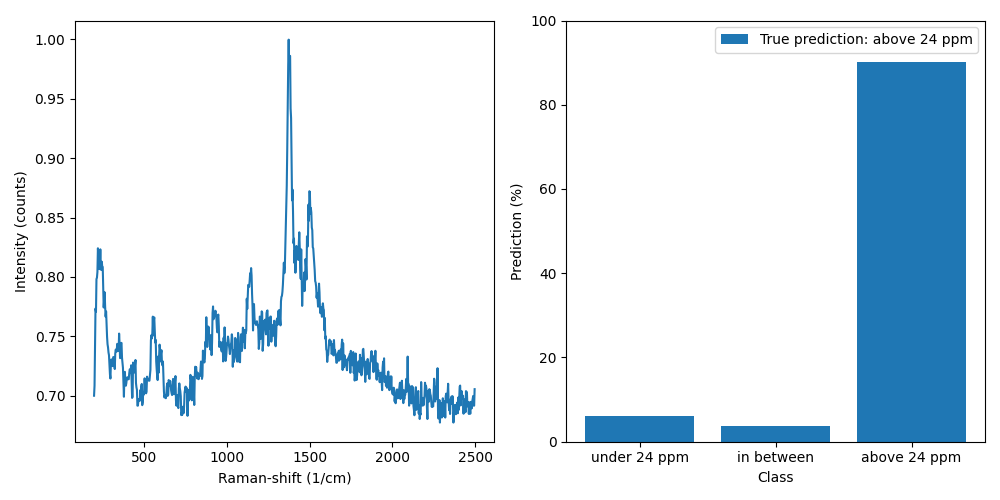 1.00
0.95
0.90
0.85
0.80
0.75
0.70
Intensity (counts)
500
1000
1500
2000
2500
Raman-shift (1/cm)
100
80
60
40
20
0
Prediction (%)
True prediction: above 24 ppm
under 24 ppm
in between
above 24 ppm
Class